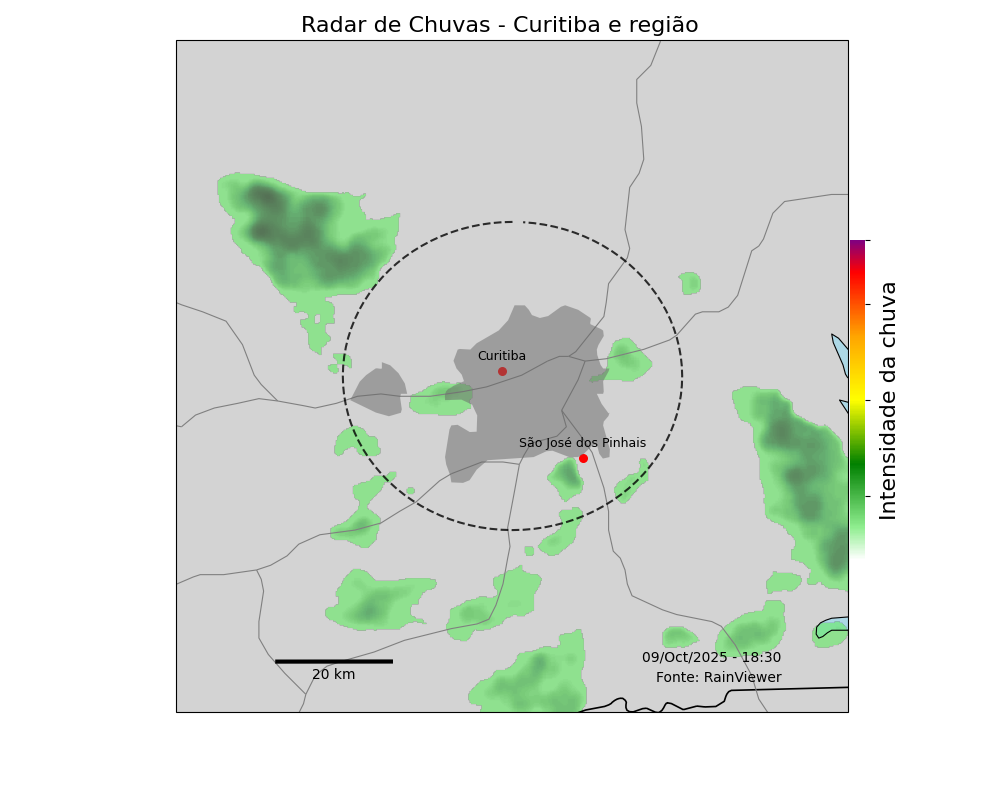 Radar de Chuvas - Curitiba e região
Curitiba
São José dos Pinhais
Intensidade da chuva
09/Oct/2025 - 18:30
20 km
Fonte: RainViewer